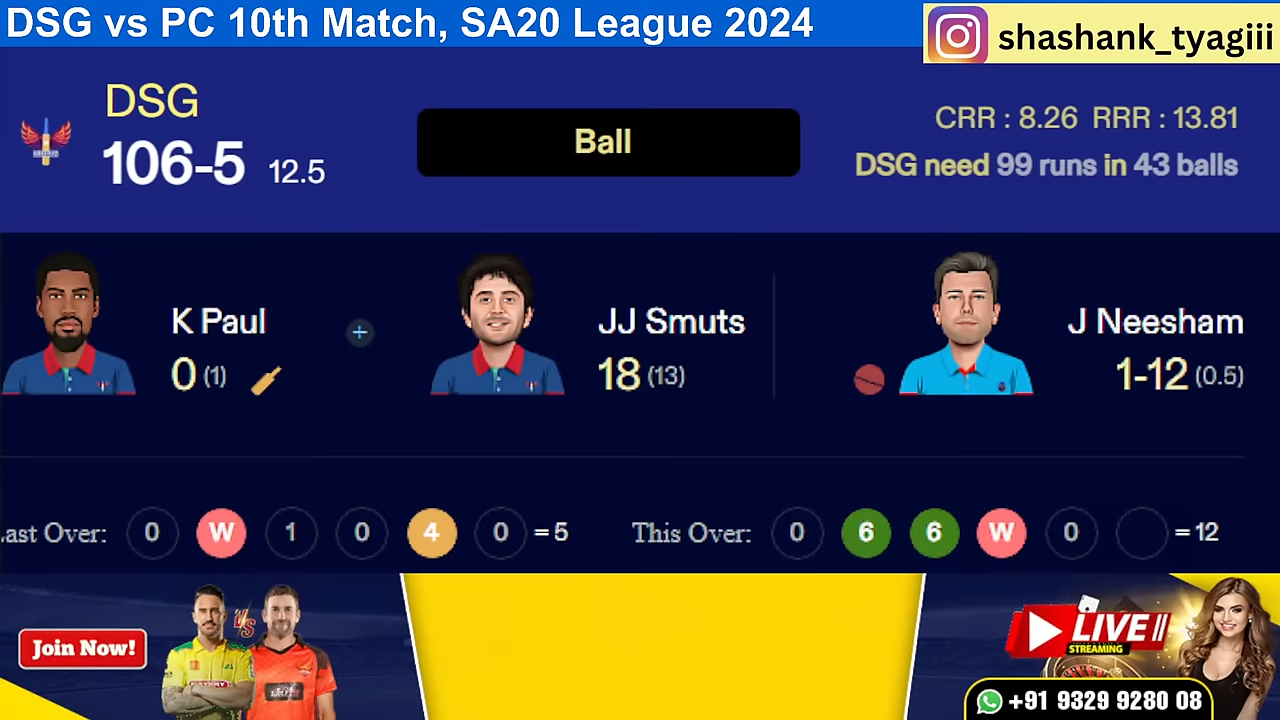 DSG vs PC 10th Match, SA20 League 2024
shashank_tyagiii
DSG
106-5 12.5
Ball
CRR : 8.26 RRR : 13.81
DSG need 99 runs in 43 balls
K Paul
0 (1)
JJ Smuts
18 (13)
J Neesham
1-12 (0.5)
ast Over: 0 W 1 0 4 0 = 5
This Over: 0 6 6 W 0 = 12
Join Now!
V/S
LIVE
STREAMING
+91 9329 9280 08